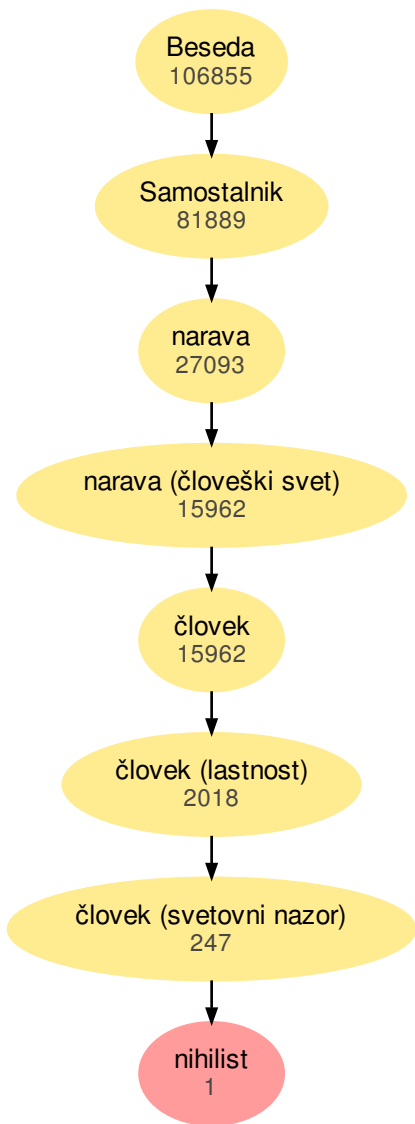 Beseda
106855
Samostalnik
81889
narava
27093
narava (človeški svet)
15962
človek
15962
človek (lastnost)
2018
človek (svetovni nazor)
247
nihilist
1